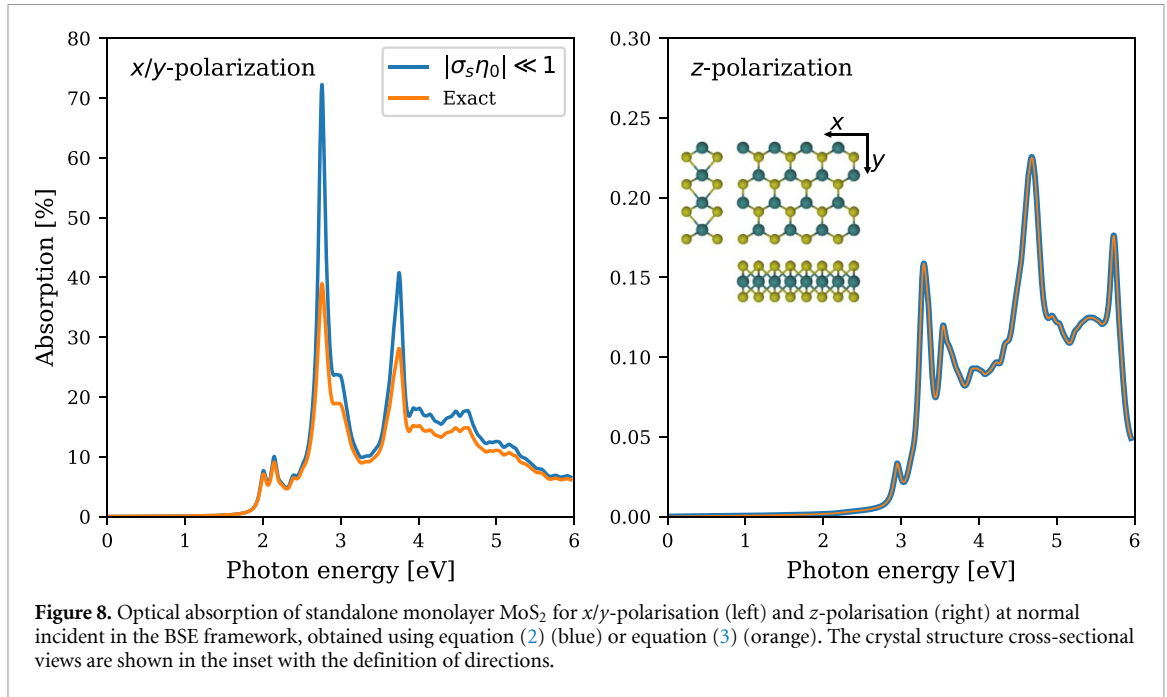 x/y-polarization
|σₛη₀| ≪ 1
Exact
80
70
60
50
40
30
20
10
0
Absorption [%]
0 1 2 3 4 5 6
Photon energy [eV]
z-polarization
x
y
0.30
0.25
0.20
0.15
0.10
0.05
0.00
0 1 2 3 4 5 6
Photon energy [eV]
Figure 8. Optical absorption of standalone monolayer MoS₂ for x/y-polarisation (left) and z-polarisation (right) at normal
incident in the BSE framework, obtained using equation (2) (blue) or equation (3) (orange). The crystal structure cross-sectional
views are shown in the inset with the definition of directions.